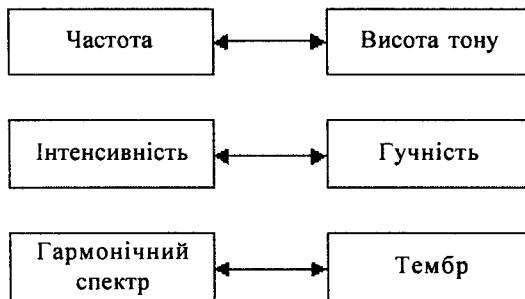 Частота
Висота тону
Інтенсивність
Гучність
Гармонічний
спектр
Тембр